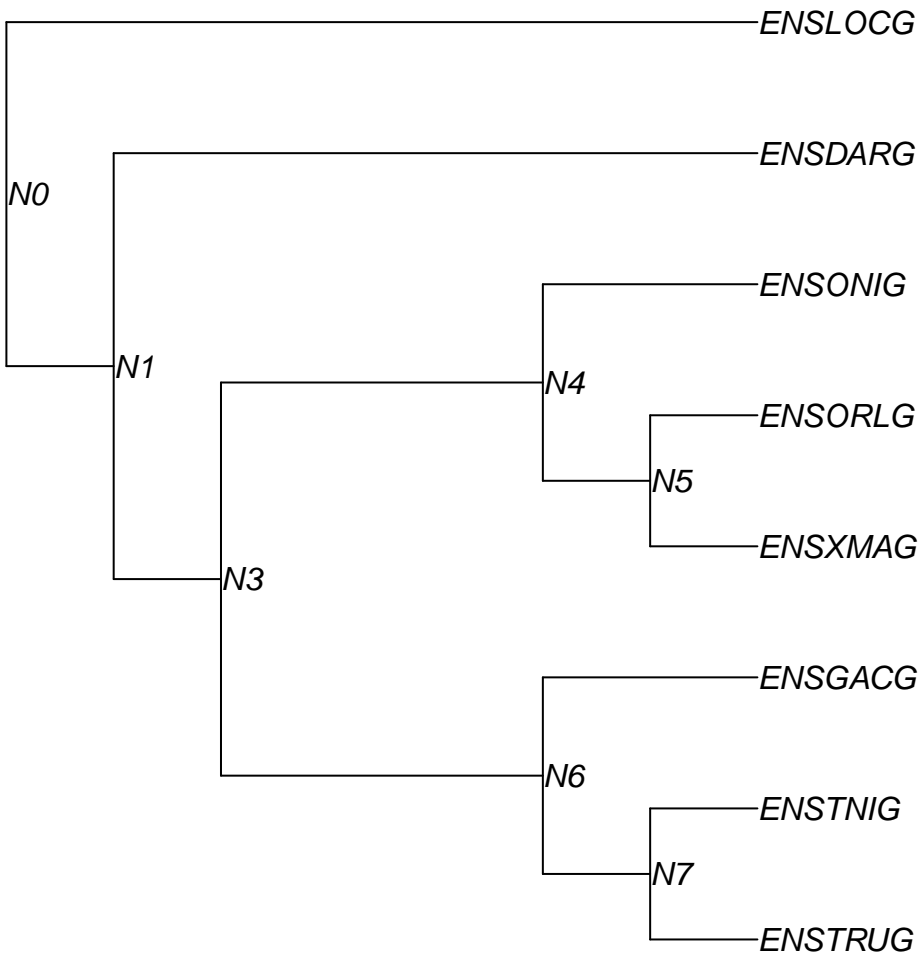 ENSLOCG
ENSDARG
N0
ENSONIG
N1
N4
ENSORLG
N5
ENSXMAG
N3
ENSGACG
N6
ENSTNIG
N7
ENSTRUG